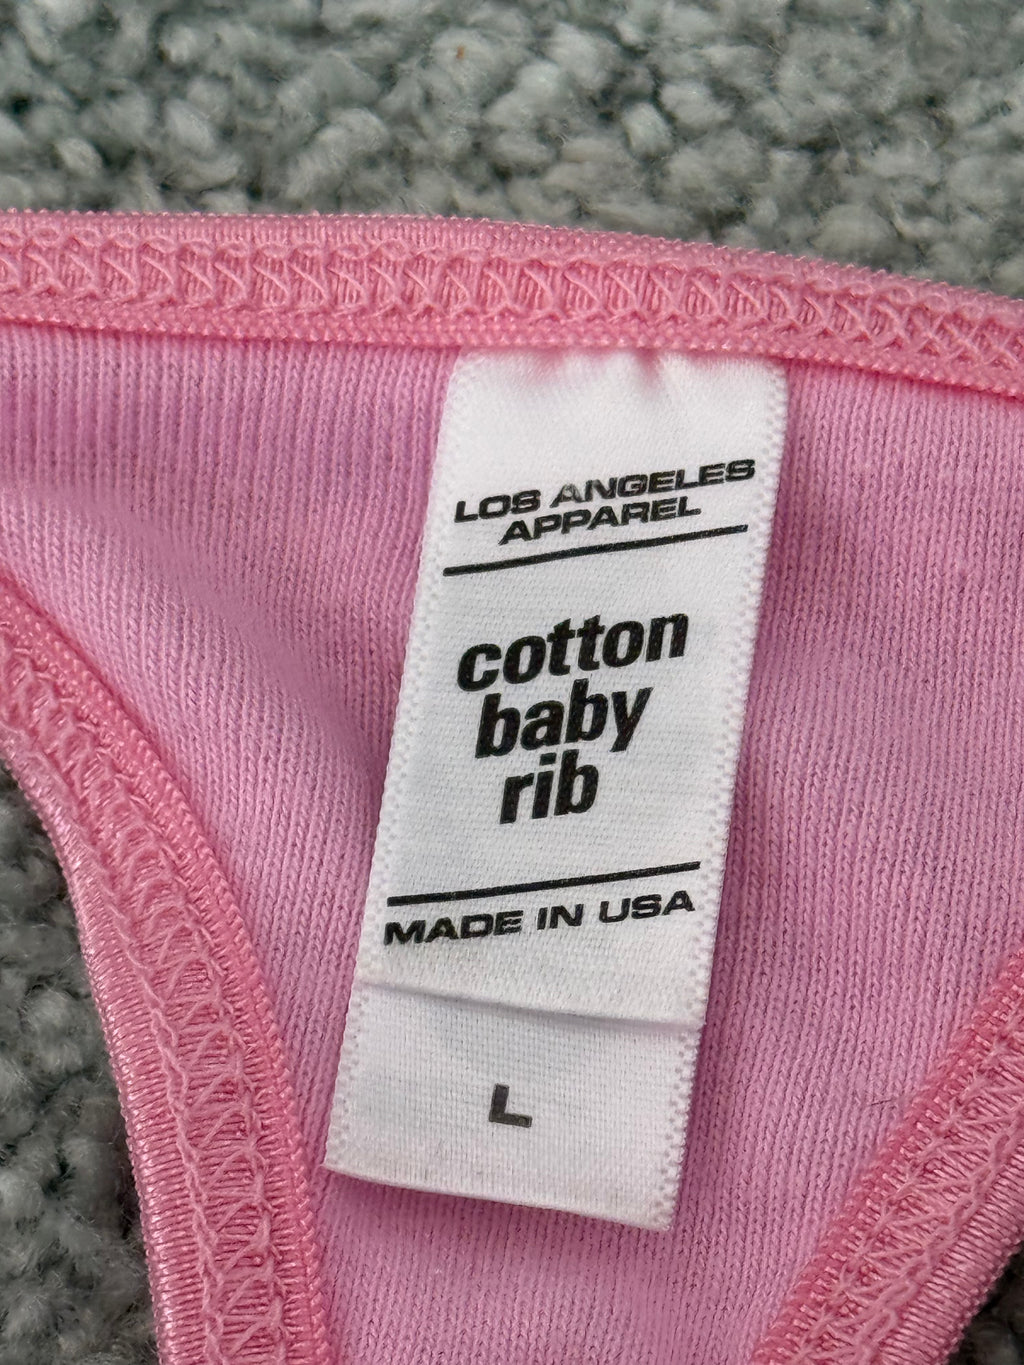 LOS ANGELES
APPAREL
cotton
baby
rib
MADE IN USA
L